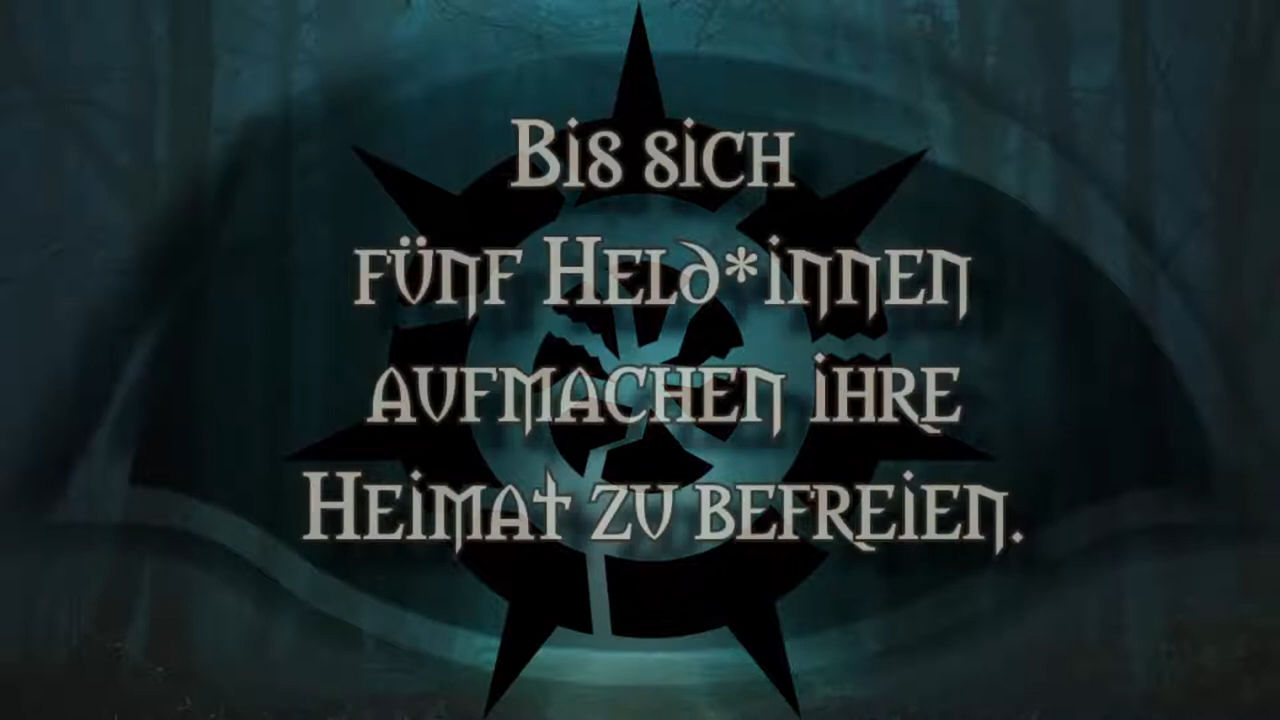 Bis sich
fünf Held*innen
aufmachen ihre
Heimat zu befreien.